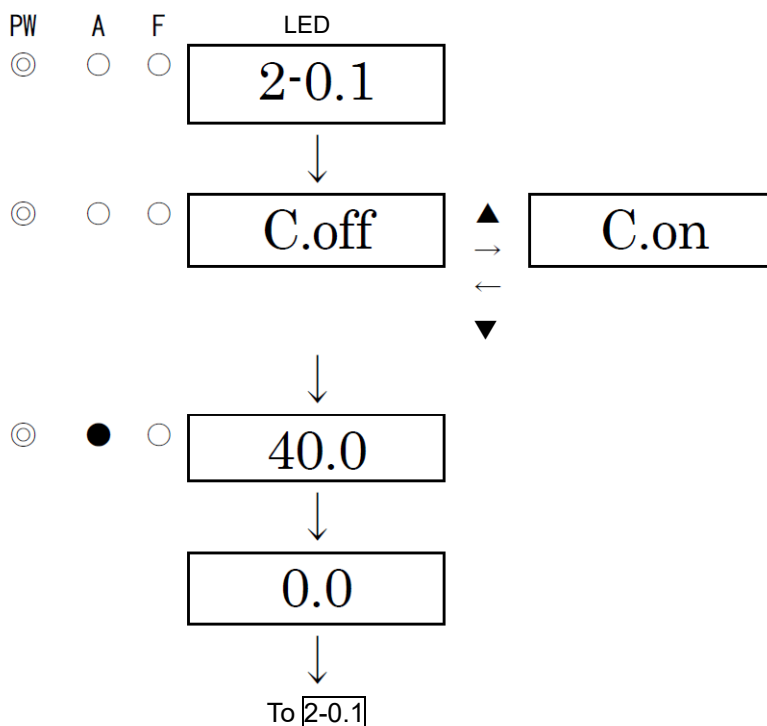 PW A F LED
◎ ○ ○ 2-0.1
↓
◎ ○ ○ C.off ▲ C.on
→
←
▼
↓
◎ ● ○ 40.0
↓
0.0
↓
To 2-0.1